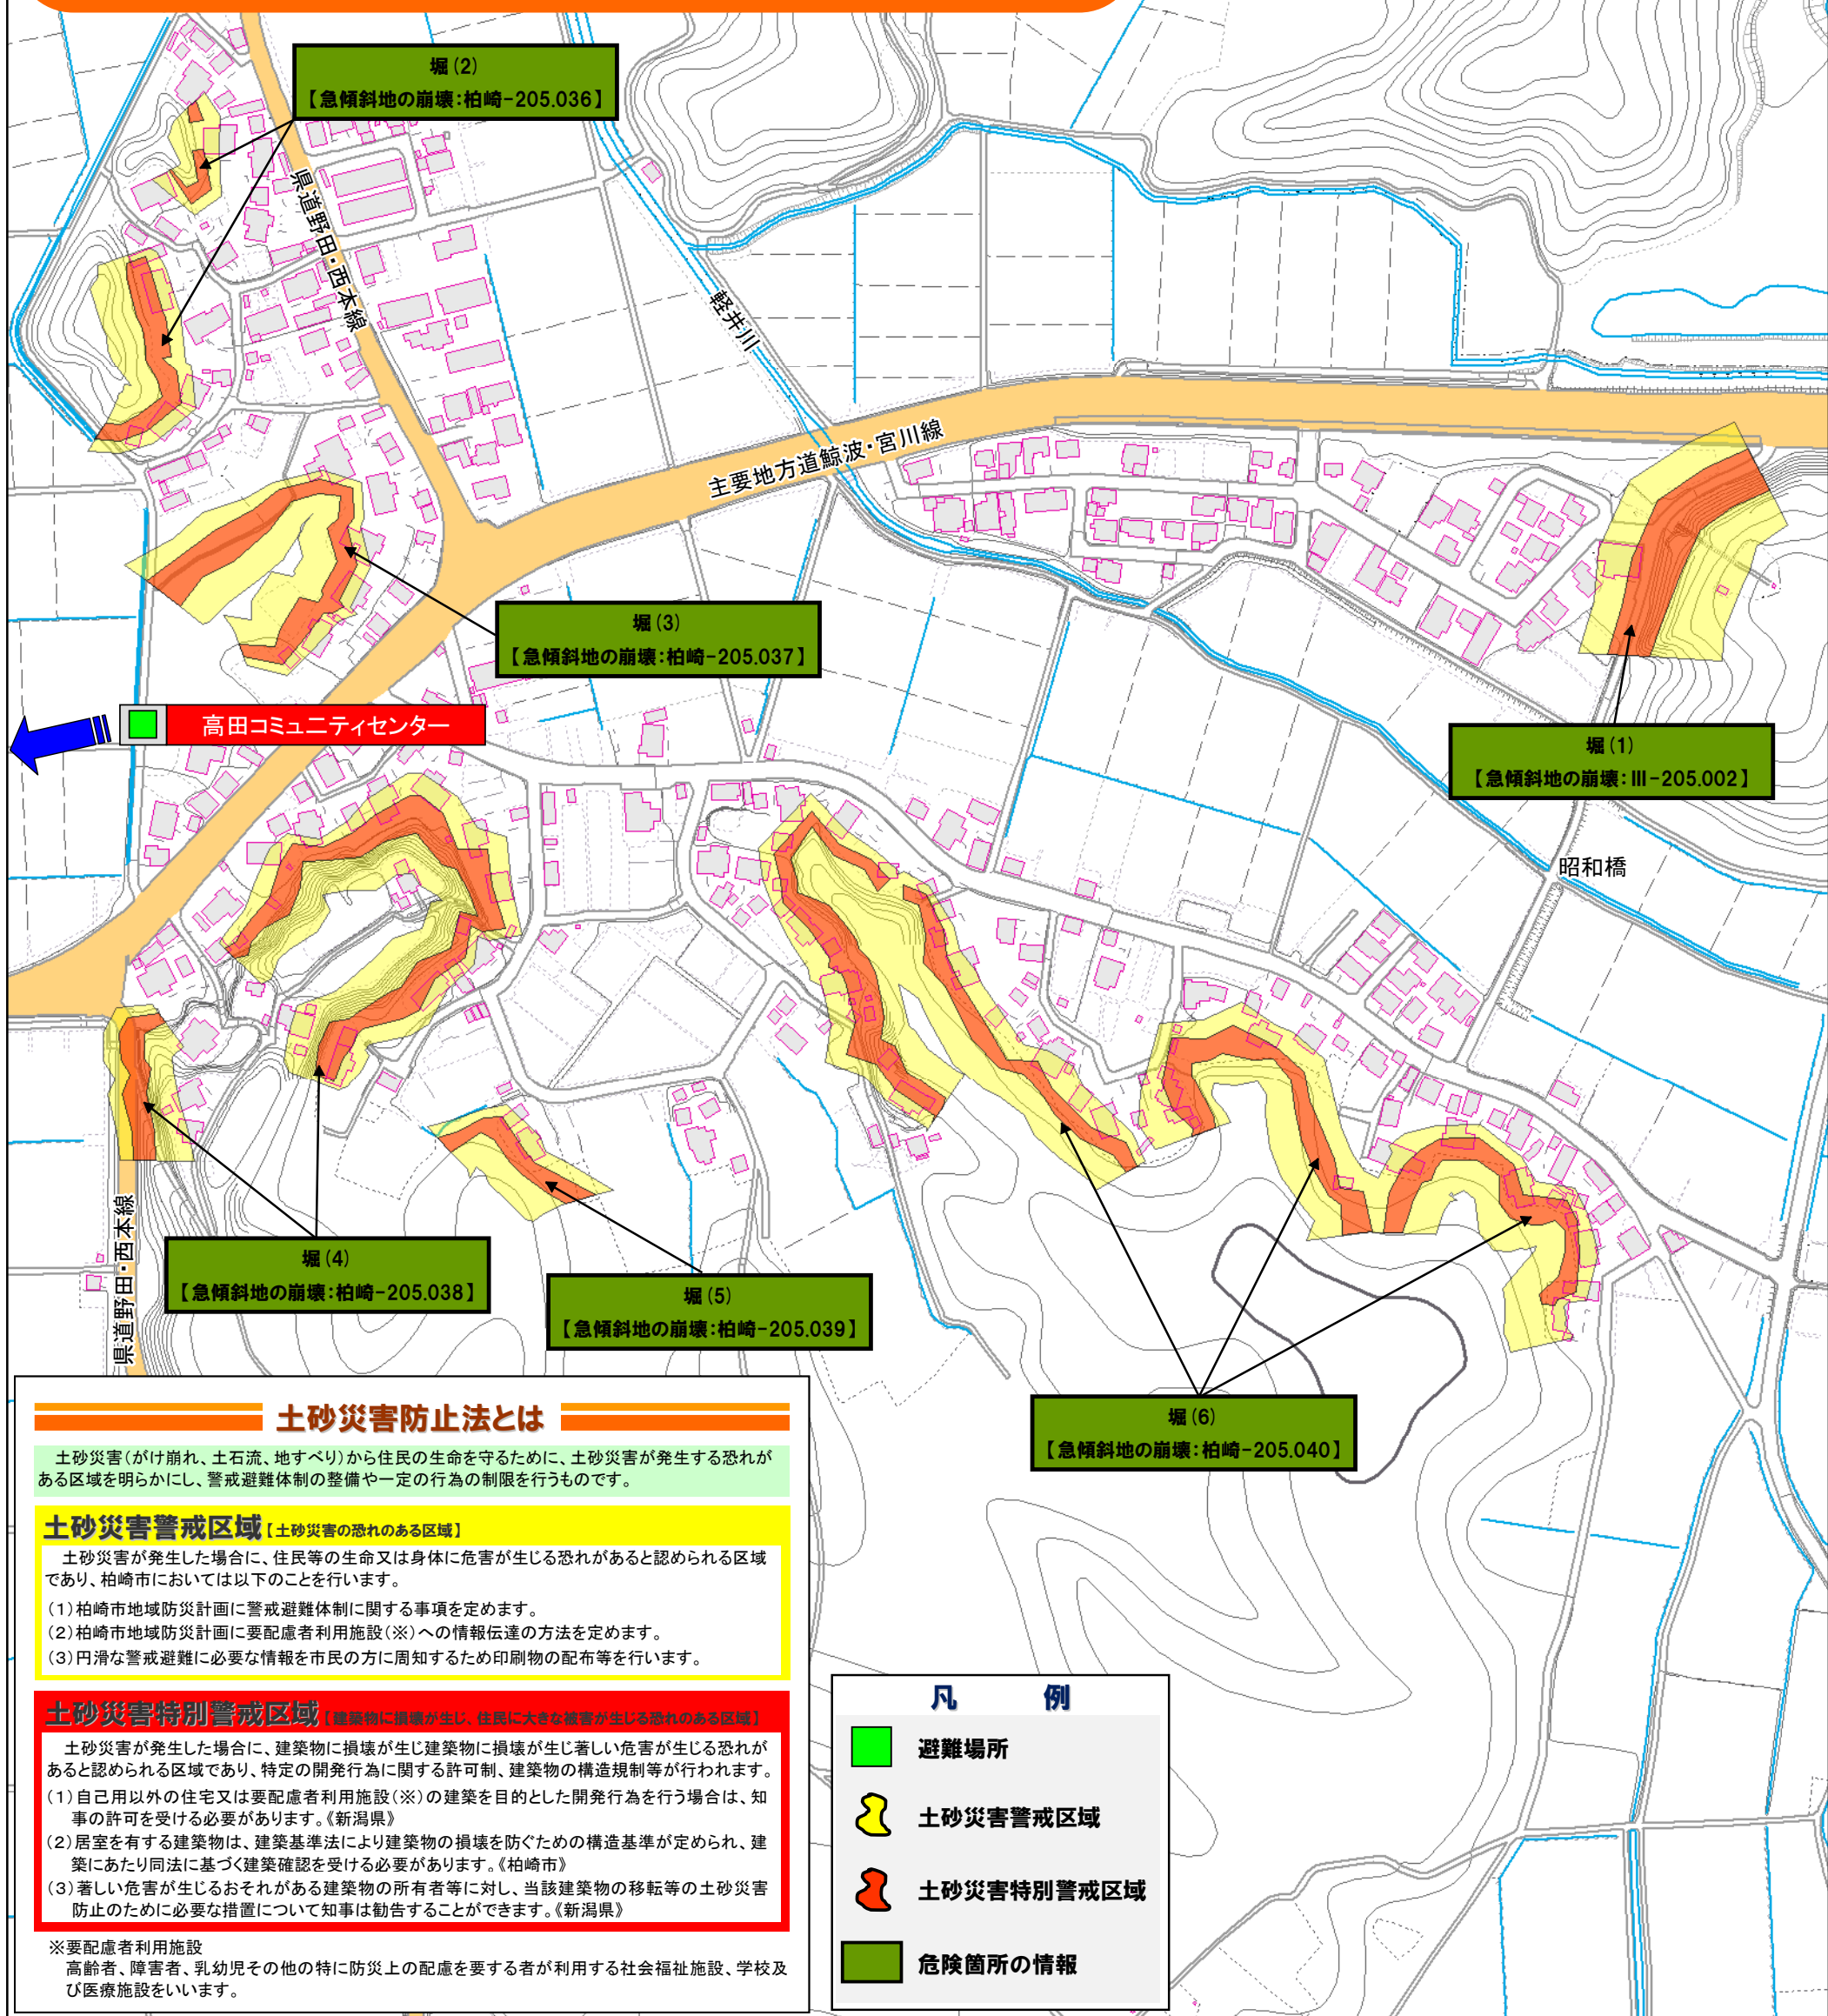 堀(2)
【急傾斜地の崩壊:柏崎-205.036】
県道野田・西本線
軽井川
主要地方道鯨波・宮川線
堀(3)
【急傾斜地の崩壊:柏崎-205.037】
高田コミュニティセンター
堀(1)
【急傾斜地の崩壊:Ⅲ-205.002】
昭和橋
県道野田・西本線
堀(4)
【急傾斜地の崩壊:柏崎-205.038】
堀(5)
【急傾斜地の崩壊:柏崎-205.039】
堀(6)
【急傾斜地の崩壊:柏崎-205.040】
土砂災害防止法とは
土砂災害(がけ崩れ、土石流、地すべり)から住民の生命を守るために、土砂災害が発生する恐れが
ある区域を明らかにし、警戒避難体制の整備や一定の行為の制限を行うものです。
土砂災害警戒区域【土砂災害の恐れのある区域】
土砂災害が発生した場合に、住民等の生命又は身体に危害が生じる恐れがあると認められる区域
であり、柏崎市においては以下のことを行います。
(1)柏崎市地域防災計画に警戒避難体制に関する事項を定めます。
(2)柏崎市地域防災計画に要配慮者利用施設(※)への情報伝達の方法を定めます。
(3)円滑な警戒避難に必要な情報を市民の方に周知するため印刷物の配布等を行います。
土砂災害特別警戒区域【建築物に損壊が生じ、住民に大きな被害が生じる恐れのある区域】
土砂災害が発生した場合に、建築物に損壊が生じ建築物に損壊が生じ著しい危害が生じる恐れが
あると認められる区域であり、特定の開発行為に関する許可制、建築物の構造規制等が行われます。
(1)自己用以外の住宅又は要配慮者利用施設(※)の建築を目的とした開発行為を行う場合は、知
事の許可を受ける必要があります。《新潟県》
(2)居室を有する建築物は、建築基準法により建築物の損壊を防ぐための構造基準が定められ、建
築にあたり同法に基づく建築確認を受ける必要があります。《柏崎市》
(3)著しい危害が生じるおそれがある建築物の所有者等に対し、当該建築物の移転等の土砂災害
防止のために必要な措置について知事は勧告することができます。《新潟県》
※要配慮者利用施設
高齢者、障害者、乳幼児その他の特に防災上の配慮を要する者が利用する社会福祉施設、学校及
び医療施設をいいます。
凡 例
避難場所
土砂災害警戒区域
土砂災害特別警戒区域
危険箇所の情報